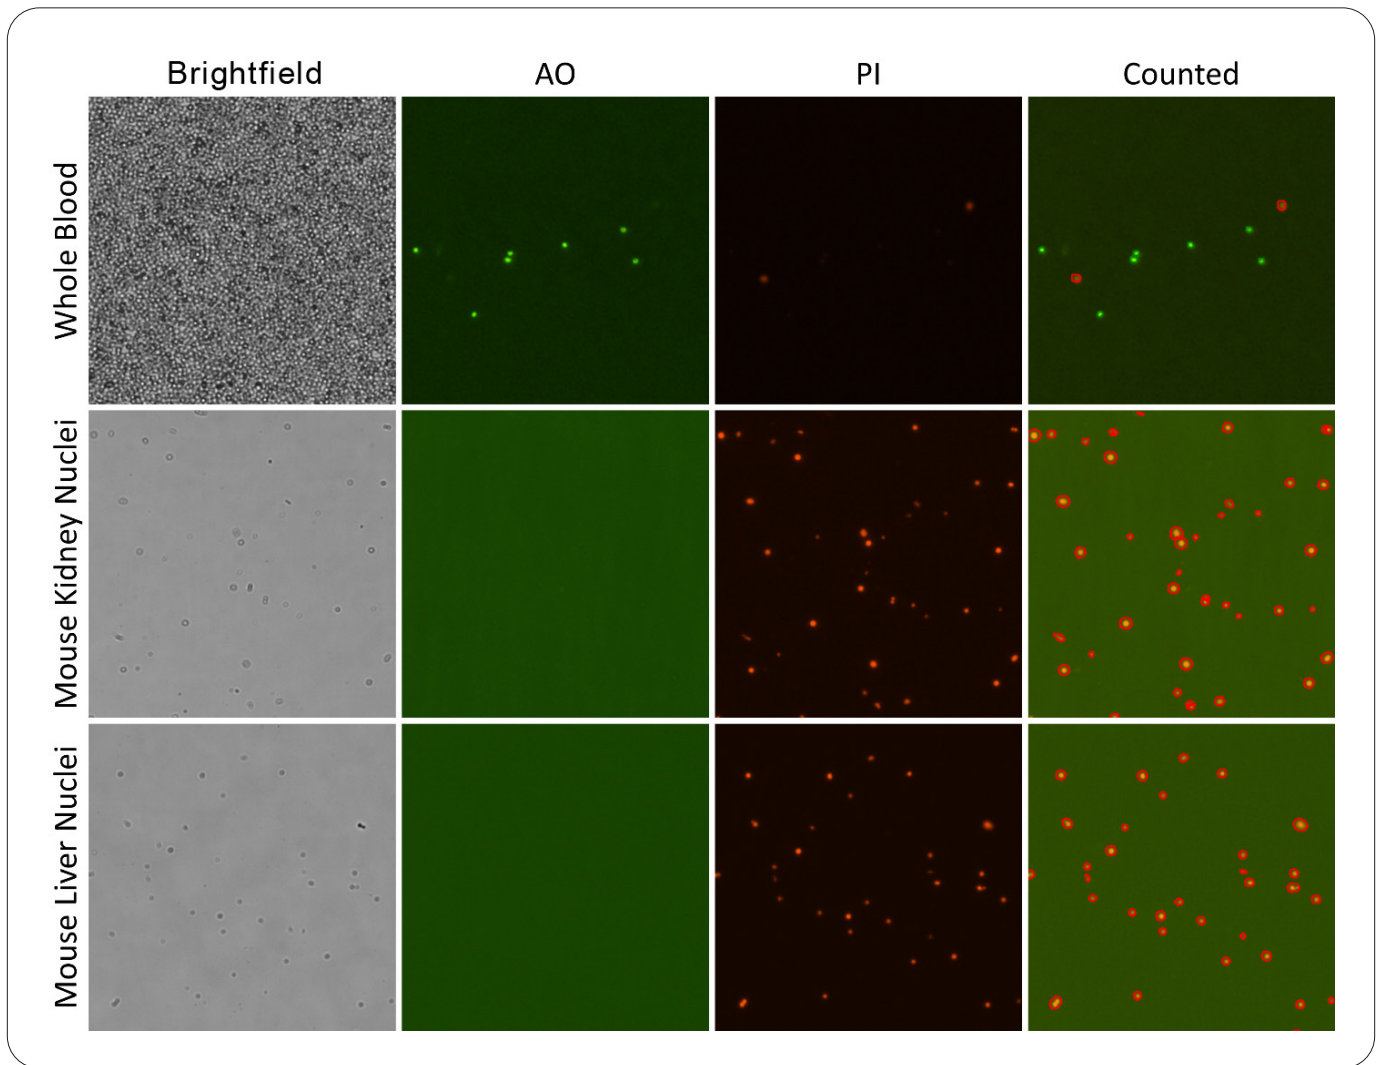 Brightfield
AO
PI
Counted
Whole Blood
Mouse Kidney Nuclei
Mouse Liver Nuclei